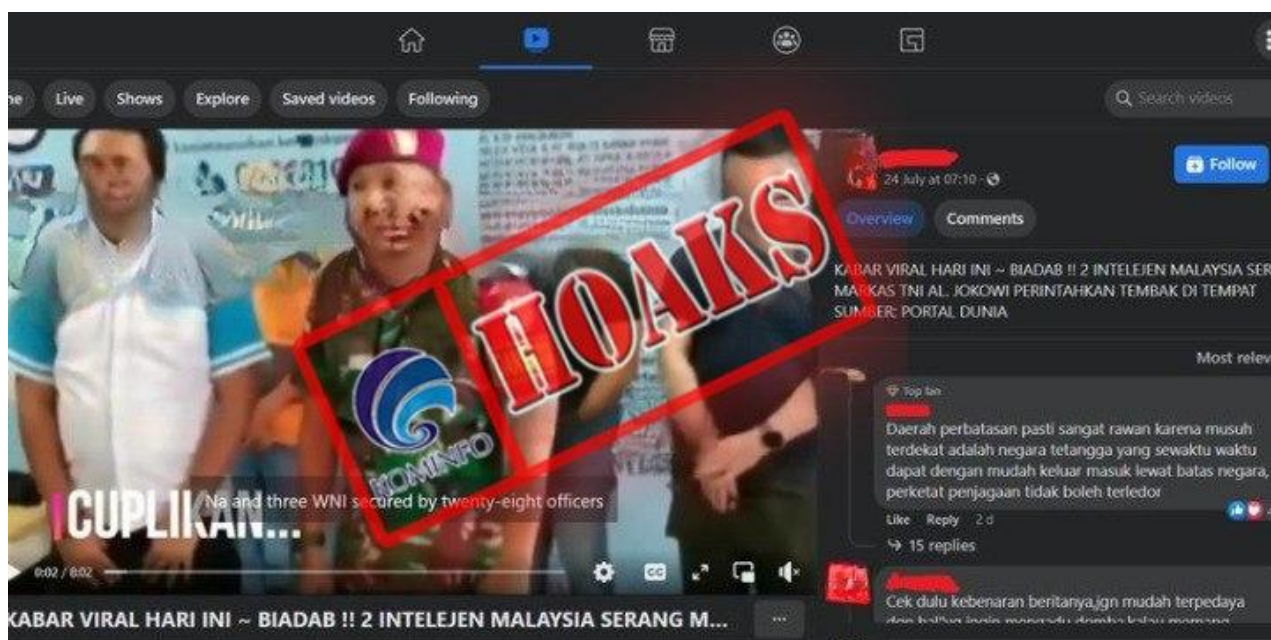 Live
Shows
Explore
Saved videos
Following
Search videos
24 July at 07:10
Follow
Overview
Comments
KABAR VIRAL HARI INI ~ BIADAB !! 2 INTELEJEN MALAYSIA SER
MARKAS TNI AL. JOKOWI PERINTAHKAN TEMBAK DI TEMPAT
SUMBER: PORTAL DUNIA
HOAKS
KOMINFO
Na and three WNI secured by twenty-eight officers
CUPLIKAN...
0:02 / 8:02
CC
KABAR VIRAL HARI INI ~ BIADAB !! 2 INTELEJEN MALAYSIA SERANG M...
Most relev
Top fan
Daerah perbatasan pasti sangat rawan karena musuh
terdekat adalah negara tetangga yang sewaktu waktu
dapat dengan mudah keluar masuk lewat batas negara,
perketat penjagaan tidak boleh terledor
Like Reply 2 d
15 replies
Cek dulu kebenaran beritanya,jgn mudah terpedaya